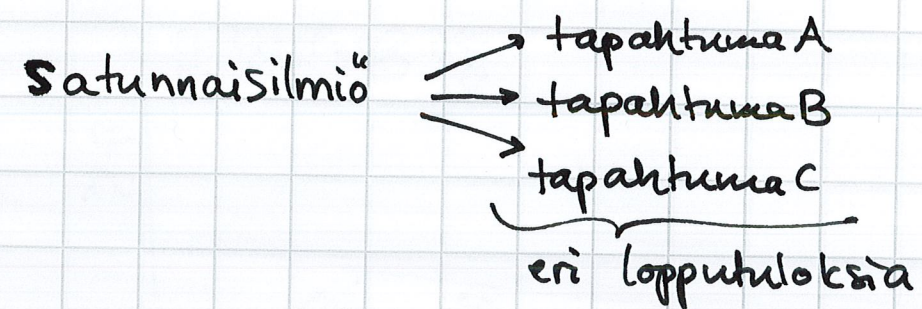 tapahtuma A
Satunnaisilmiö
tapahtuma B
tapahtuma C
eri lopputuloksia